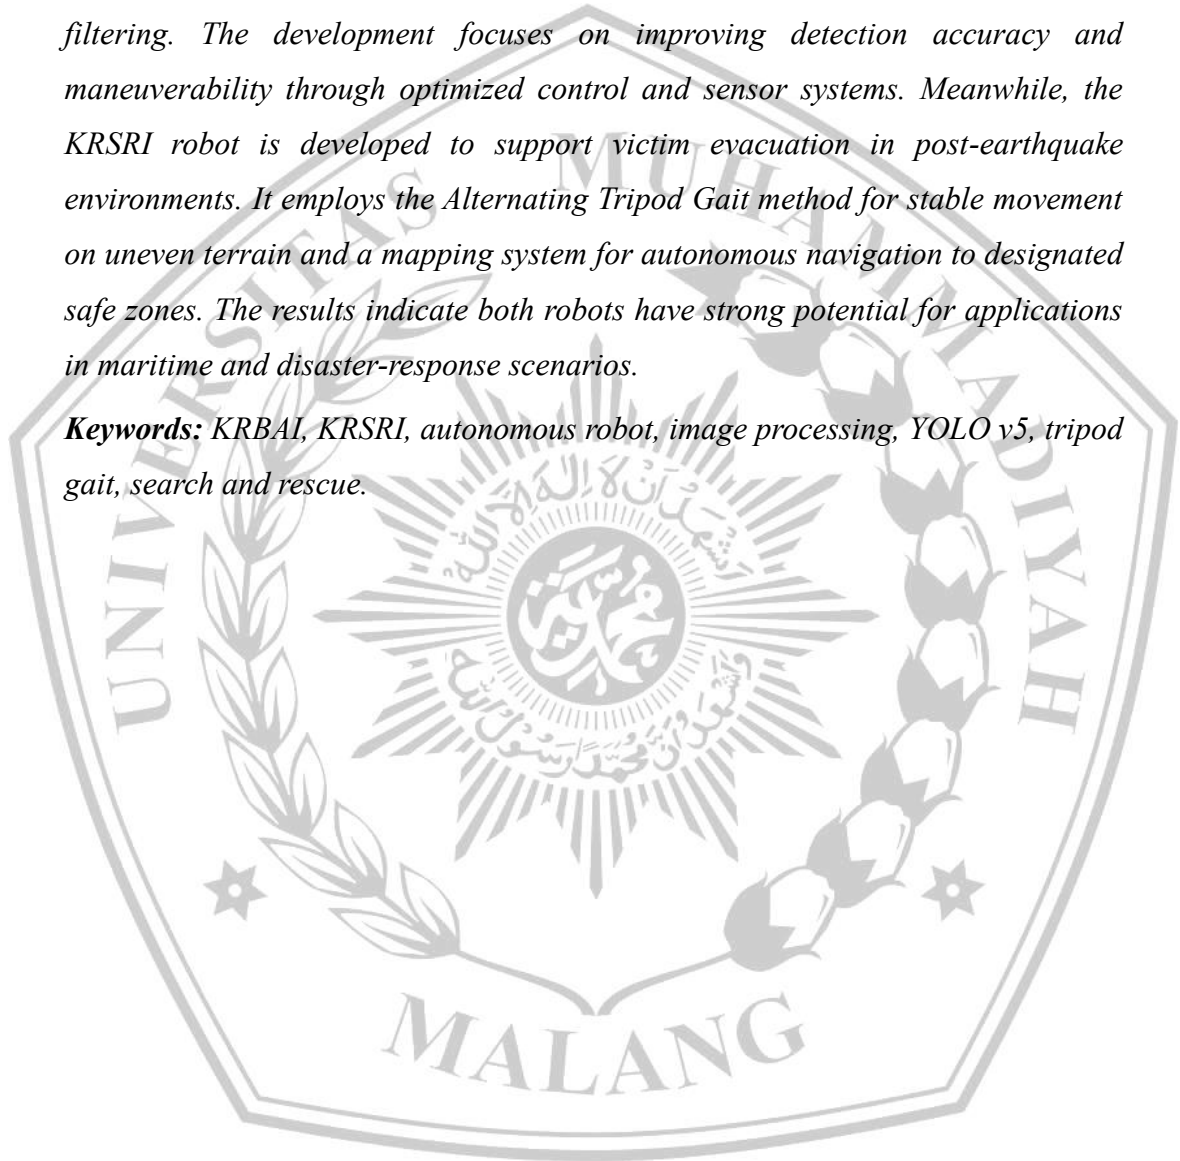 filtering. The development focuses on improving detection accuracy and
maneuverability through optimized control and sensor systems. Meanwhile, the
KRSRI robot is developed to support victim evacuation in post-earthquake
environments. It employs the Alternating Tripod Gait method for stable movement
on uneven terrain and a mapping system for autonomous navigation to designated
safe zones. The results indicate both robots have strong potential for applications
in maritime and disaster-response scenarios.
Keywords: KRBAI, KRSRI, autonomous robot, image processing, YOLO v5, tripod
gait, search and rescue.
UNIVERSITAS MUHAMMADIYAH
MALANG